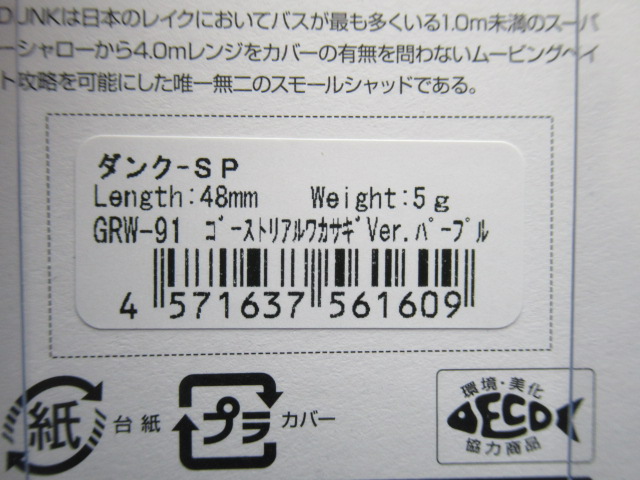 DUNKは日本のレイクにおいてバスが最も多くいる1.0m未満のスーパ
ーシャローから4.0mレンジをカバーの有無を問わないムービングベイ
ト攻略を可能にした唯一無二のスモールシャッドである。
ダンク-SP
Length:48mm Weight:5g
GRW-91 ゴーストリアルワカサギVer.パープル
4 571637 561609
紙 台紙 プラ カバー
環境・美化
ECO
協力商品